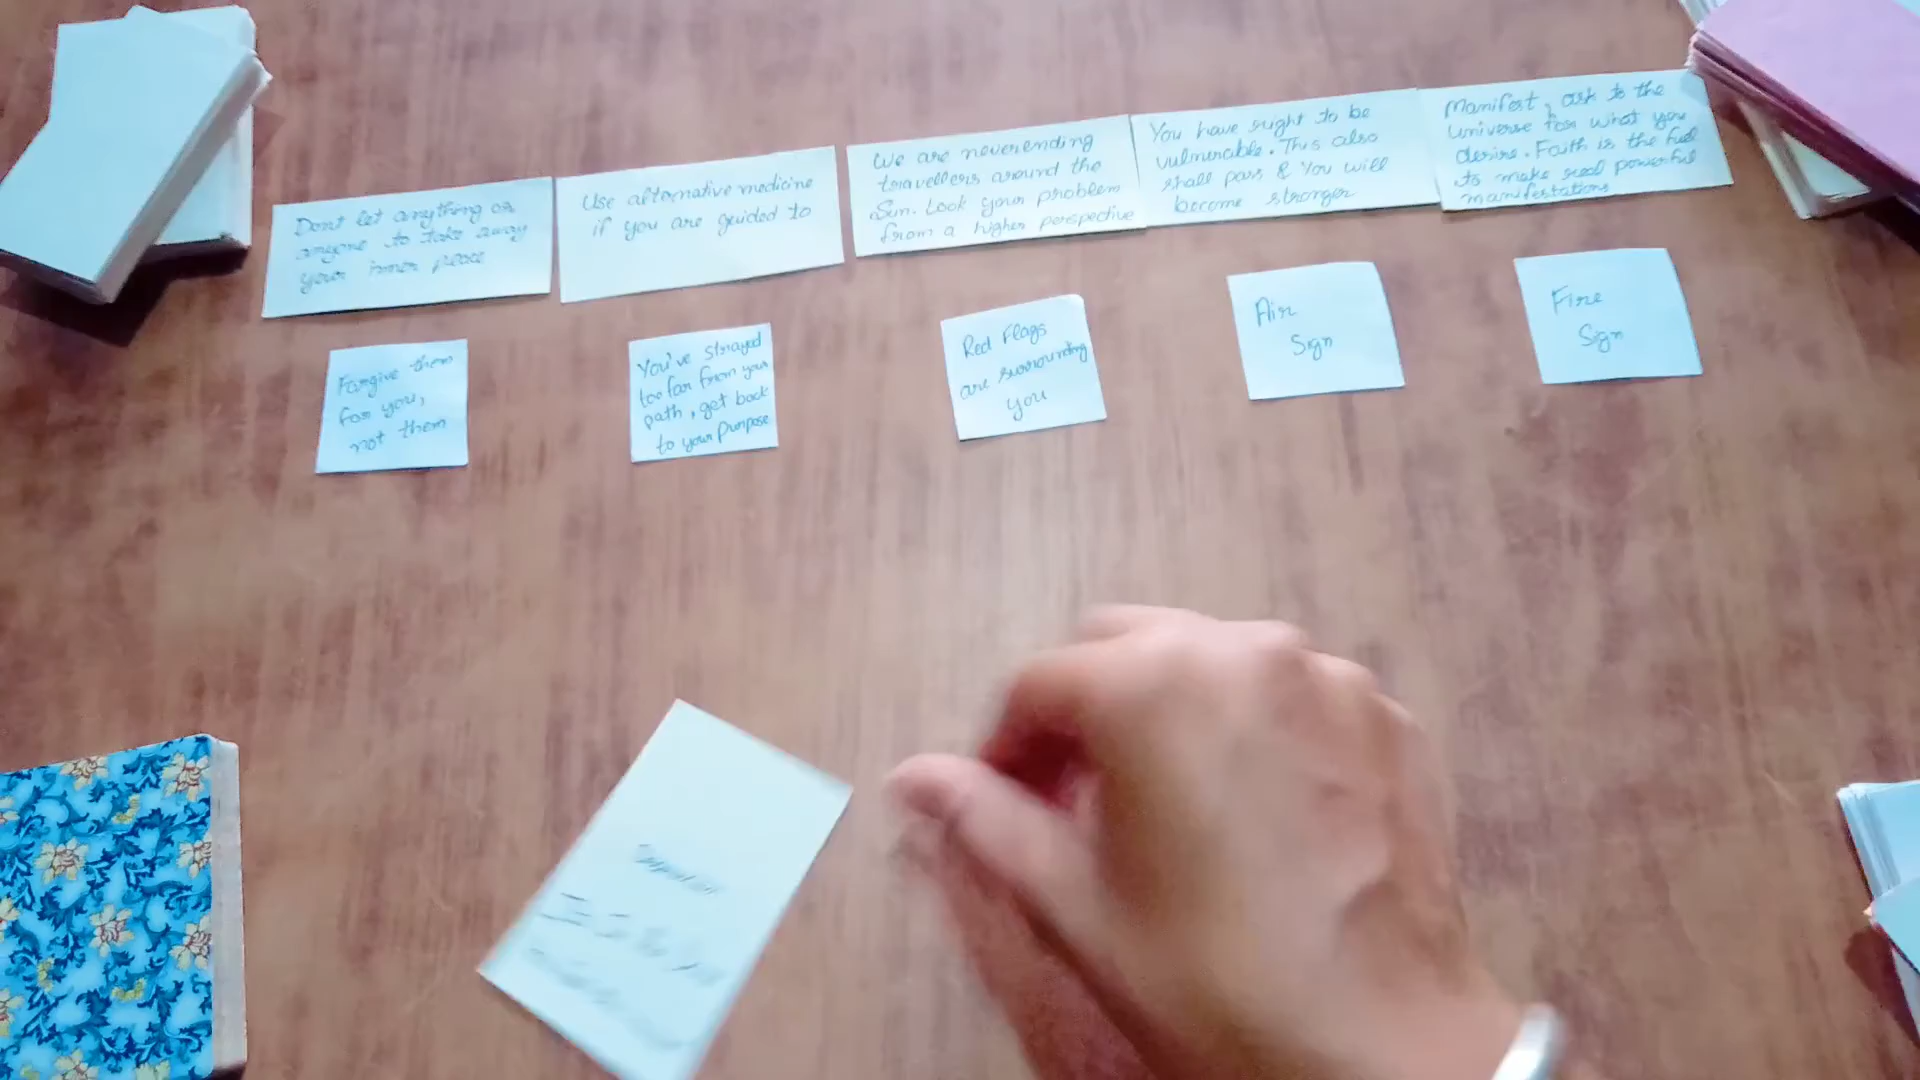 Dont let anything or
anyone to take away
your inner peace
Use alternative medicine
if you are guided to
We are neverending
travellers around the
Sun. Look your problem
from a higher perspective
You have right to be
vulnerable. This also
shall pass & You will
become stronger
Manifest, ask to the
universe for what you
desire. Faith is the fuel
to make real powerful
manifestations
Forgive them
for you,
not them
You've strayed
too far from your
path, get back
to your purpose
Red Flags
are surrounding
you
Air
Sign
Fire
Sign